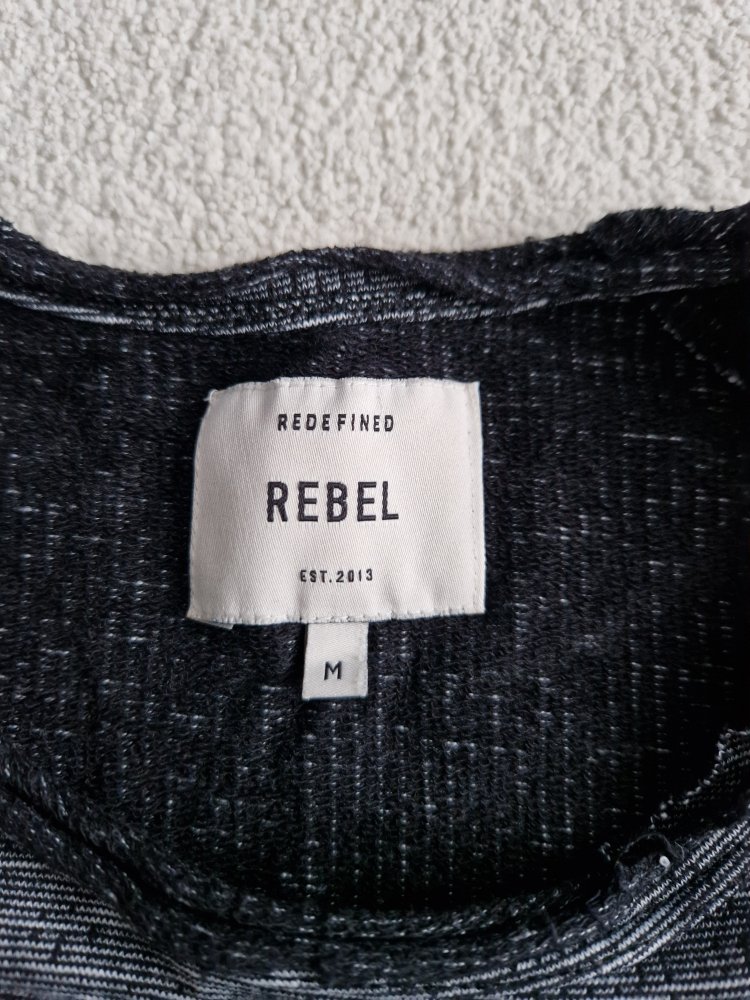 REDEFINED
REBEL
EST.2013
M